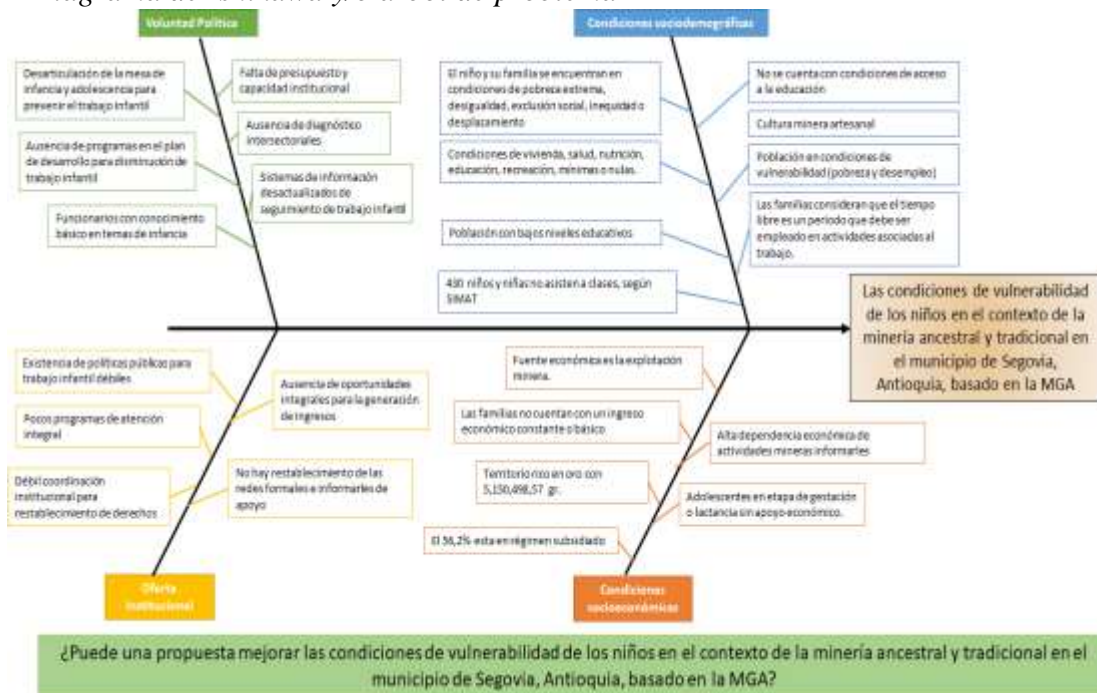 Voluntad Política
Condiciones sociodemográficas
Desarticulación de la mesa de
infancia y adolescencia para
prevenir el trabajo infantil
Falta de presupuesto y
capacidad institucional
Ausencia de diagnóstico
intersectoriales
Ausencia de programas en el plan
de desarrollo para disminución de
trabajo infantil
Sistemas de información
desactualizados de
seguimiento de trabajo infantil
Funcionarios con conocimiento
básico en temas de infancia
El niño y su familia se encuentran en
condiciones de pobreza extrema,
desigualdad, exclusión social, inequidad o
desplazamiento
No se cuenta con condiciones de acceso
a la educación
Cultura minera artesanal
Condiciones de vivienda, salud, nutrición,
educación, recreación, mínimas o nulas.
Población en condiciones de
vulnerabilidad (pobreza y desempleo)
Las familias consideran que el tiempo
libre es un periodo que debe ser
empleado en actividades asociadas al
trabajo.
Población con bajos niveles educativos
niños y niñas no asisten a clases, según
SIMAT
Las condiciones de vulnerabilidad
de los niños en el contexto de la
minería ancestral y tradicional en
el municipio de Segovia,
Antioquia, basado en la MGA
Existencia de políticas públicas para
trabajo infantil débiles
Ausencia de oportunidades
integrales para la generación
de ingresos
Pocos programas de atención
integral
Débil coordinación
institucional para
restablecimiento de derechos
No hay restablecimiento de las
redes formales e informarles de
apoyo
Fuente económica es la explotación
minera.
Las familias no cuentan con un ingreso
económico constante o básico
Alta dependencia económica de
actividades mineras informarles
Territorio rico en oro con
5,150,498,57 gr.
Adolescentes en etapa de gestación
o lactancia sin apoyo económico.
El 56,2% esta en régimen subsidiado
Oferta
institucional
Condiciones
socioeconómicas
¿Puede una propuesta mejorar las condiciones de vulnerabilidad de los niños en el contexto de la minería ancestral y tradicional en el
municipio de Segovia, Antioquia, basado en la MGA?